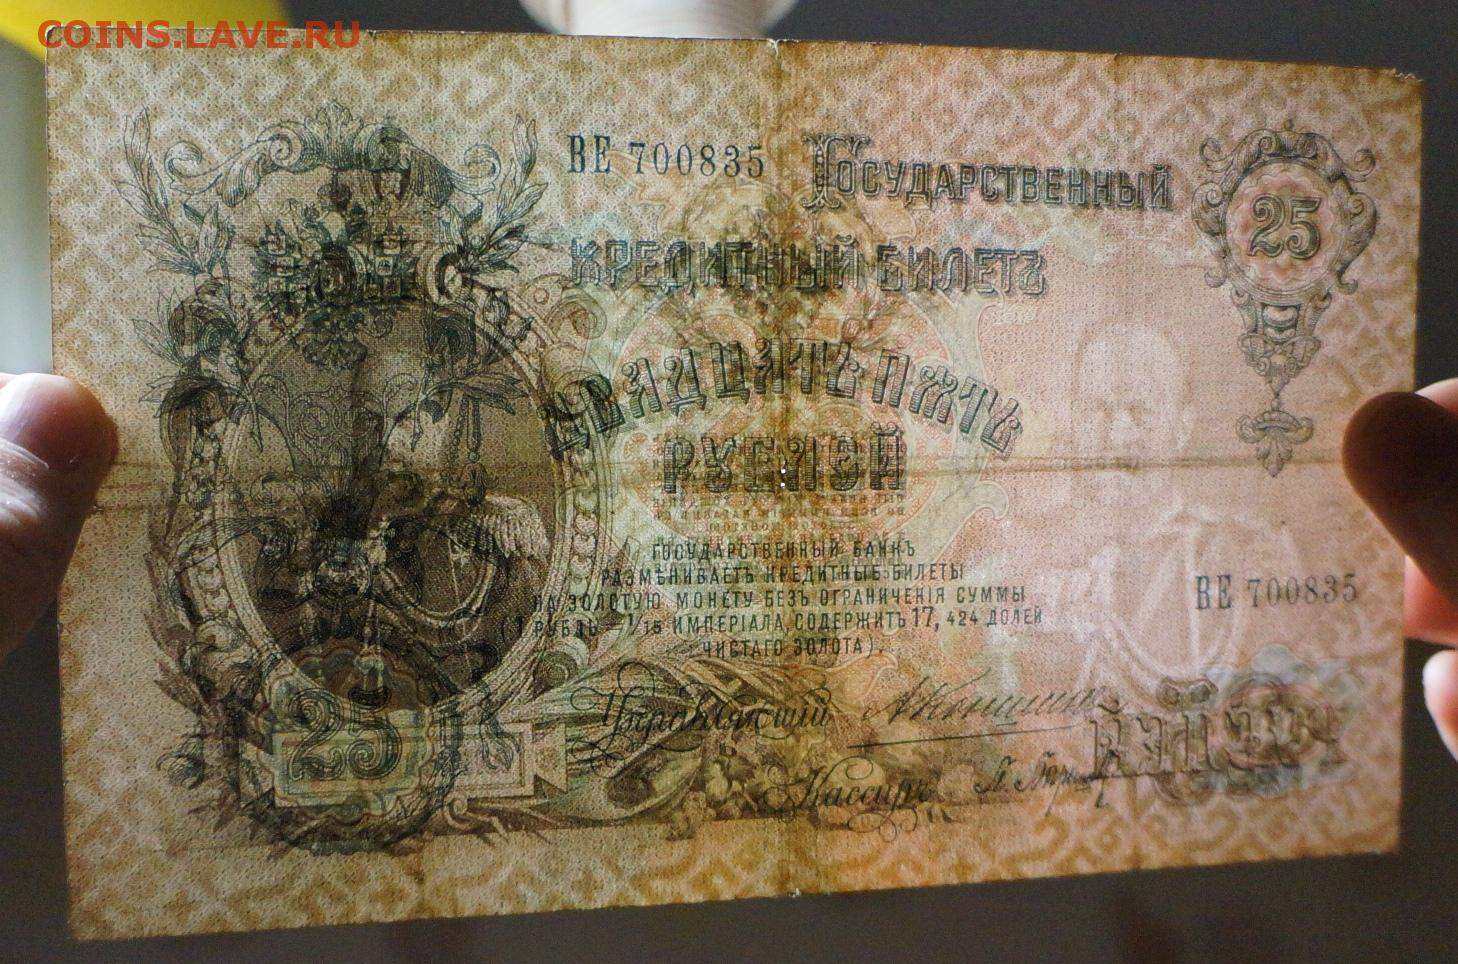 COINS.LAVE.RU
ВЕ 700835
ГОСУДАРСТВЕННЫЙ
25
КРЕДИТНЫЙ БИЛЕТЪ
ДВАДЦАТЬ ПЯТЬ
РУБЛЕЙ
ГОСУДАРСТВЕННЫЙ БАНКЪ
РАЗМѢНИВАЕТЪ КРЕДИТНЫЕ БИЛЕТЫ
НА ЗОЛОТУЮ МОНЕТУ БЕЗЪ ОГРАНИЧЕНІЯ СУММЫ
(1 РУБЛЬ = 1/15 ИМПЕРІАЛА, СОДЕРЖИТЪ 17,424 ДОЛЕЙ
ЧИСТАГО ЗОЛОТА).
ВЕ 700835
Управляющій
25
Кассиръ